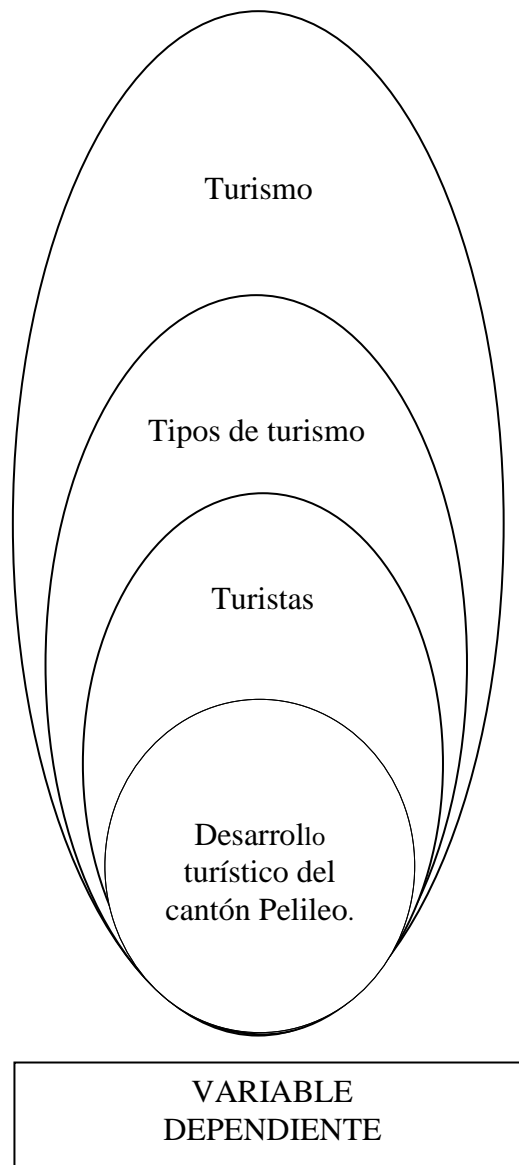 Turismo
Tipos de turismo
Turistas
Desarrollo
turístico del
cantón Pelileo.
VARIABLE
DEPENDIENTE